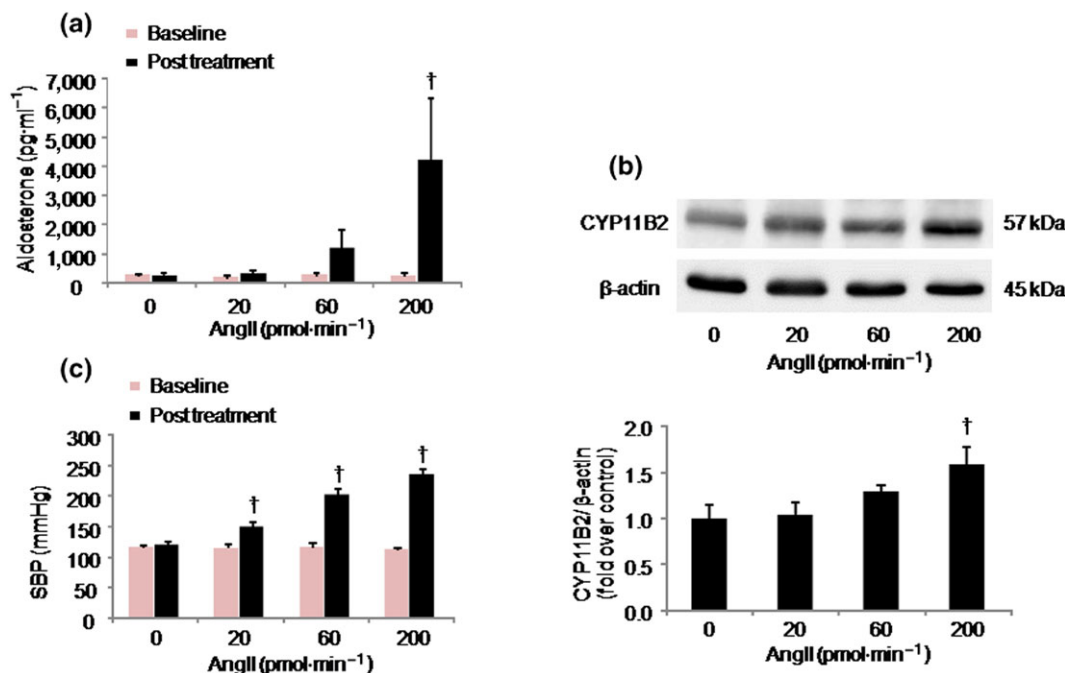 (a)
Baseline
Post treatment
7,000
6,000
5,000
4,000
3,000
2,000
1,000
0
Aldosterone (pg·ml⁻¹)
†
0 20 60 200
AngII (pmol·min⁻¹)
(b)
CYP11B2 57 kDa
β-actin 45 kDa
0 20 60 200
AngII (pmol·min⁻¹)
(c)
Baseline
Post treatment
300
250
200
150
100
50
0
SBP (mmHg)
† † †
0 20 60 200
AngII (pmol·min⁻¹)
2.0
1.5
1.0
0.5
0.0
CYP11B2/ β-actin
(fold over control)
†
0 20 60 200
AngII (pmol·min⁻¹)